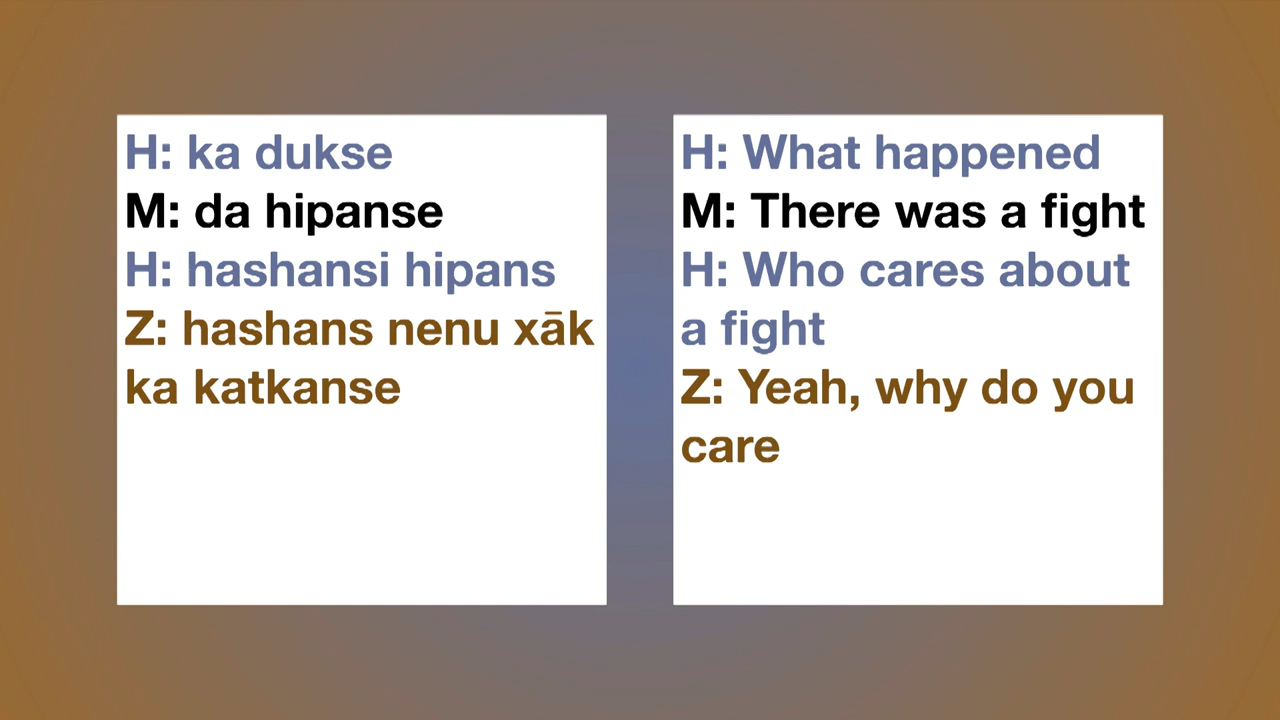 H: ka dukse
M: da hipanse
H: hashansi hipans
Z: hashans nenu xāk
ka katkanse
H: What happened
M: There was a fight
H: Who cares about
a fight
Z: Yeah, why do you
care